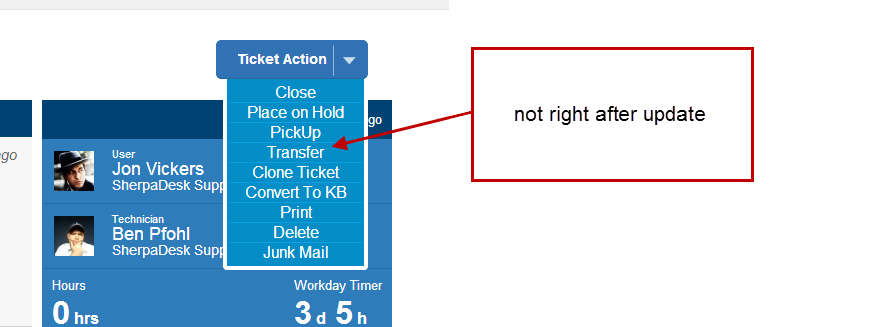 Ticket Action
Close
Place on Hold
PickUp
Transfer
Clone Ticket
Convert To KB
Print
Delete
Junk Mail
not right after update
go
ngo
User
Jon Vickers
SherpaDesk Supp
Technician
Ben Pfohl
SherpaDesk Supp
Hours
0 hrs
Workday Timer
3 d 5 h